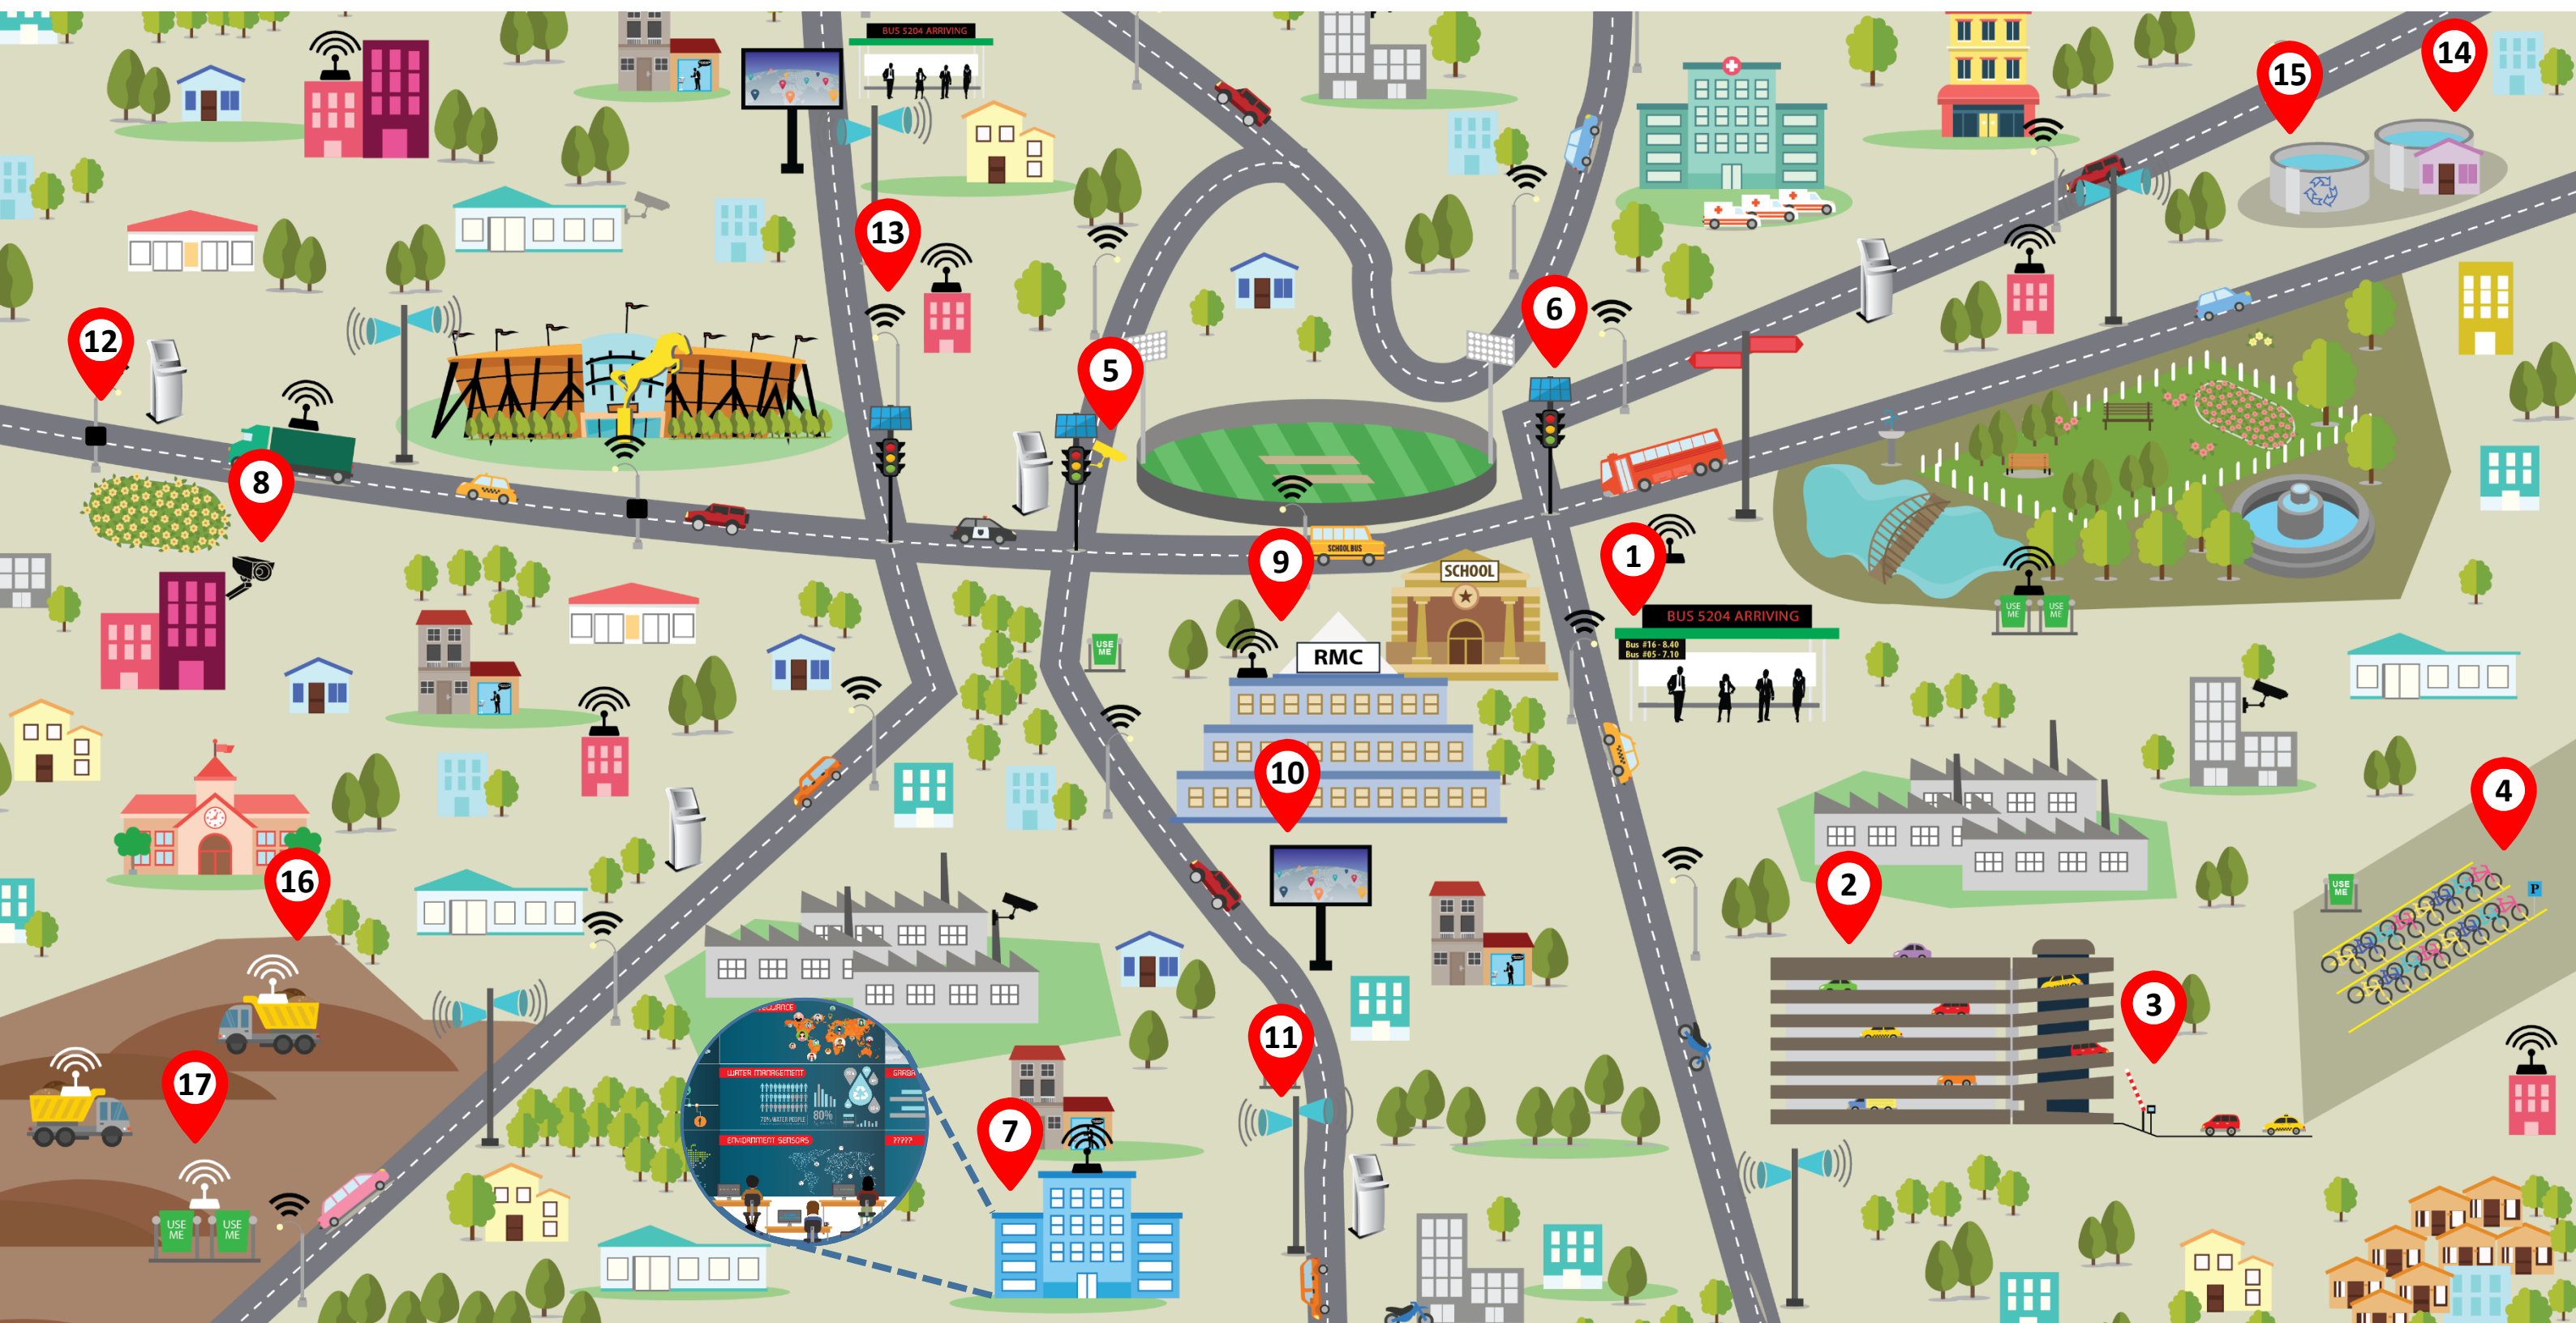 BUS 5204 ARRIVING
14
15
13
6
12
5
8
9
1
SCHOOL BUS
SCHOOL
BUS 5204 ARRIVING
Bus #16 - 8.40
Bus #05 - 7.10
USE
ME
USE
ME
USE
ME
RMC
10
4
2
16
USE
ME
P
3
11
WATER MANAGEMENT
80%
17
7
ENVIRONMENT SENSORS
?????
USE
ME
USE
ME